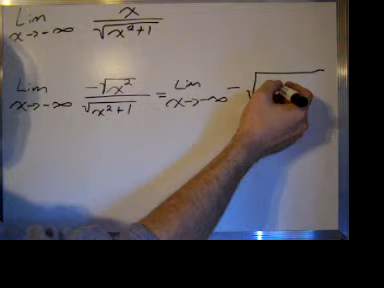 Lim x→-∞ x/√(x²+1)
Lim x→-∞ -√x²/√(x²+1) = Lim x→-∞ -√